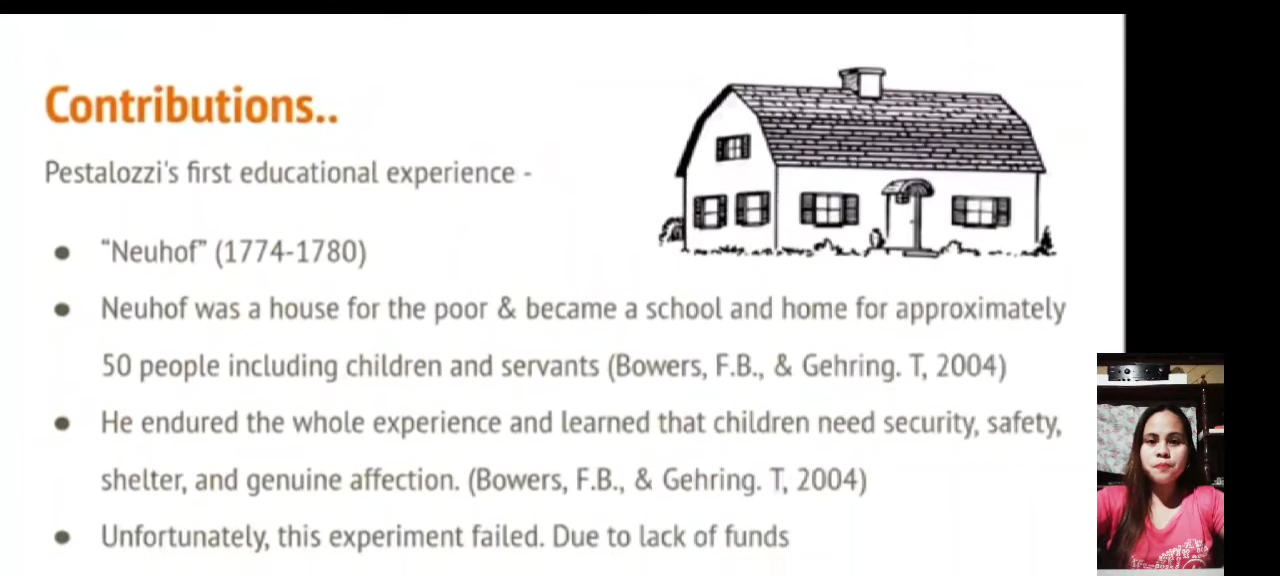 Contributions..
Pestalozzi's first educational experience -
● “Neuhof” (1774-1780)
● Neuhof was a house for the poor & became a school and home for approximately
50 people including children and servants (Bowers, F.B., & Gehring. T, 2004)
● He endured the whole experience and learned that children need security, safety,
shelter, and genuine affection. (Bowers, F.B., & Gehring. T, 2004)
● Unfortunately, this experiment failed. Due to lack of funds